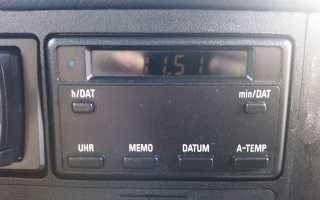 11.51
h/DAT min/DAT
UHR MEMO DATUM A-TEMP